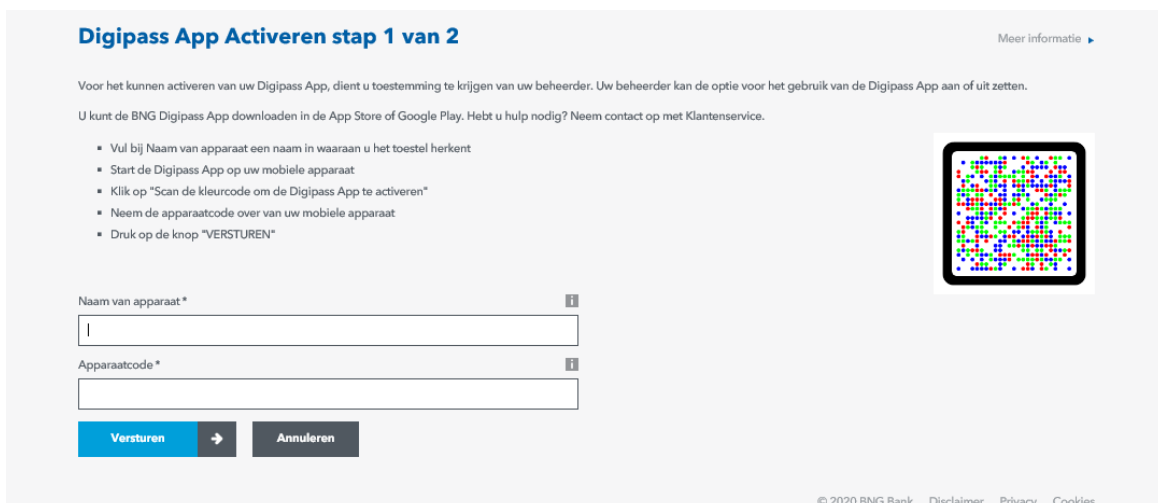 Digipass App Activeren stap 1 van 2
Meer informatie
Voor het kunnen activeren van uw Digipass App, dient u toestemming te krijgen van uw beheerder. Uw beheerder kan de optie voor het gebruik van de Digipass App aan of uit zetten.
U kunt de BNG Digipass App downloaden in de App Store of Google Play. Hebt u hulp nodig? Neem contact op met Klantenservice.
Vul bij Naam van apparaat een naam in waaraan u het toestel herkent
Start de Digipass App op uw mobiele apparaat
Klik op "Scan de kleurcode om de Digipass App te activeren"
Neem de apparaatcode over van uw mobiele apparaat
Druk op de knop "VERSTUREN"
Naam van apparaat *
i
Apparaatcode *
i
Versturen
Annuleren
© 2020 BNG Bank Disclaimer Privacy Cookies